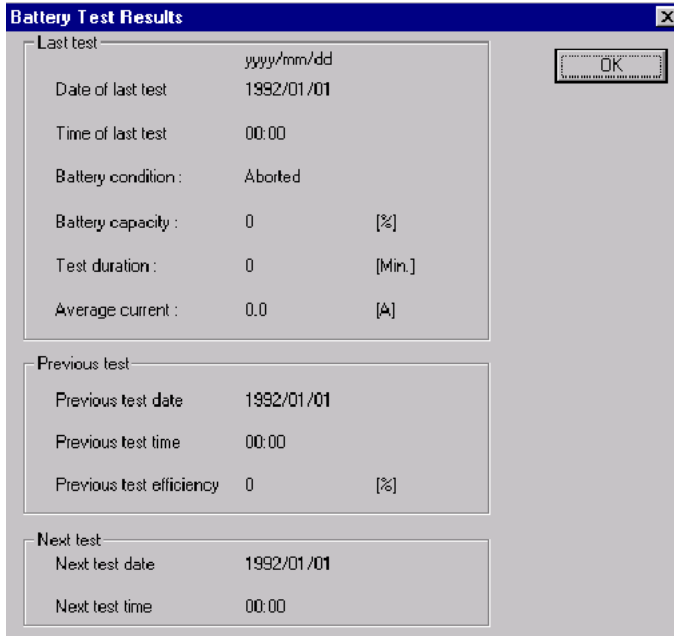 Battery Test Results
OK
Last test
yyyy/mm/dd
Date of last test 1992/01/01
Time of last test 00:00
Battery condition : Aborted
Battery capacity : 0 [%]
Test duration : 0 [Min.]
Average current : 0.0 [A]
Previous test
Previous test date 1992/01/01
Previous test time 00:00
Previous test efficiency 0 [%]
Next test
Next test date 1992/01/01
Next test time 00:00